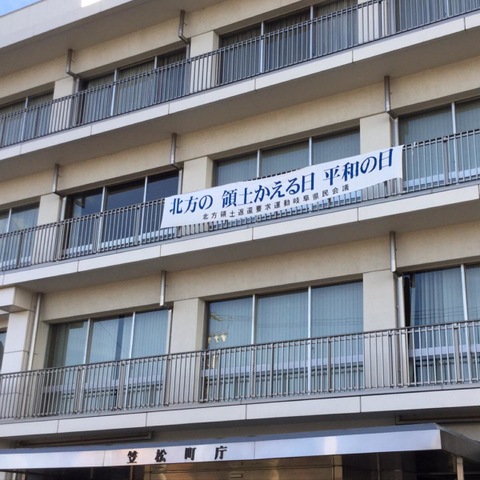 北方の 領土かえる日 平和の日
北方領土返還要求運動岐阜県民会議
笠松町庁